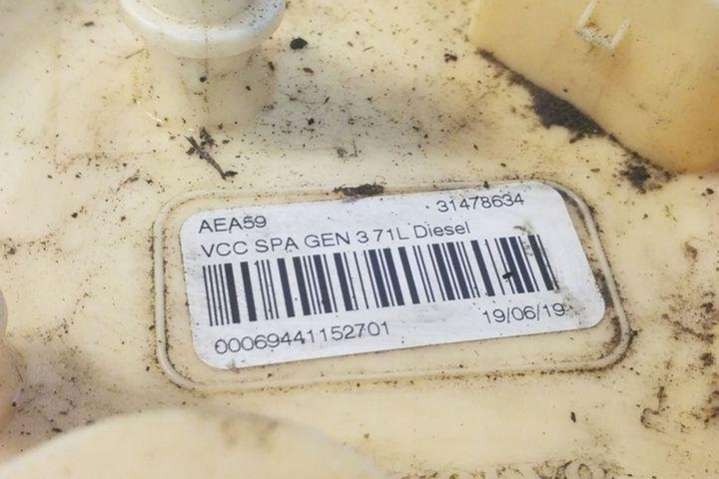 AEA59 31478634
VCC SPA GEN 3 71L Diesel
00069441152701 19/06/19